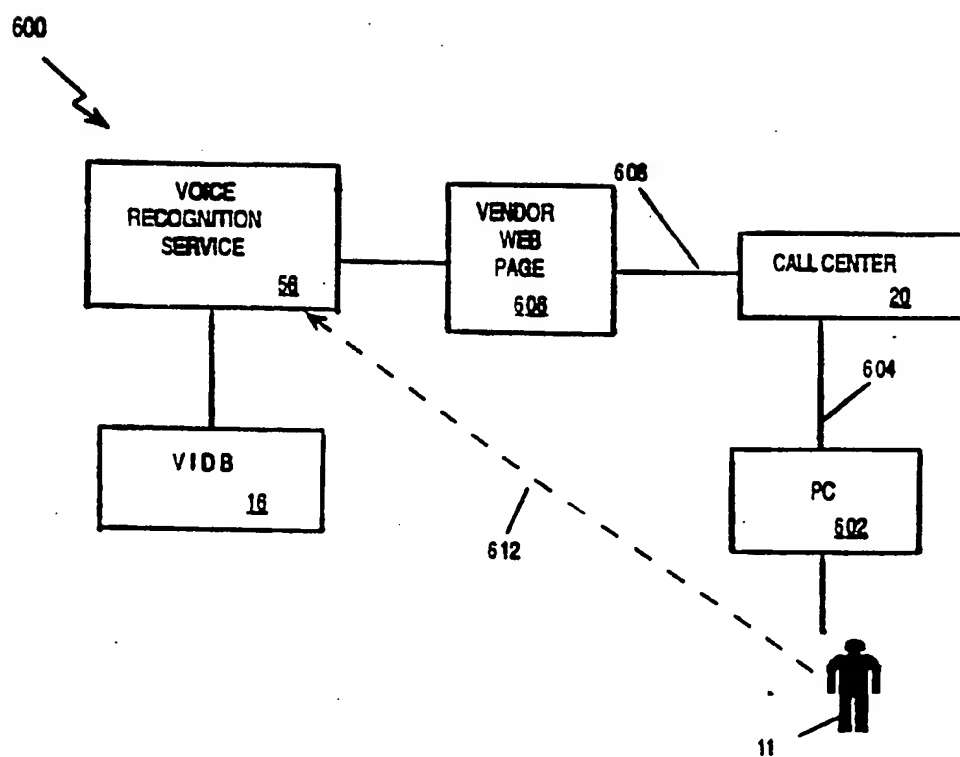 600
VOICE
RECOGNITION
SERVICE
56
VENDOR
WEB
PAGE
608
608
CALL CENTER
20
604
VIDB
16
PC
602
612
11